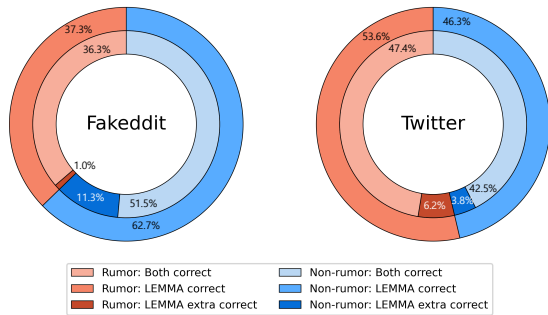 37.3%
36.3%
Fakeddit
1.0%
11.3%
51.5%
62.7%
46.3%
53.6%
47.4%
Twitter
42.5%
6.2%
3.8%
Rumor: Both correct
Rumor: LEMMA correct
Rumor: LEMMA extra correct
Non-rumor: Both correct
Non-rumor: LEMMA correct
Non-rumor: LEMMA extra correct